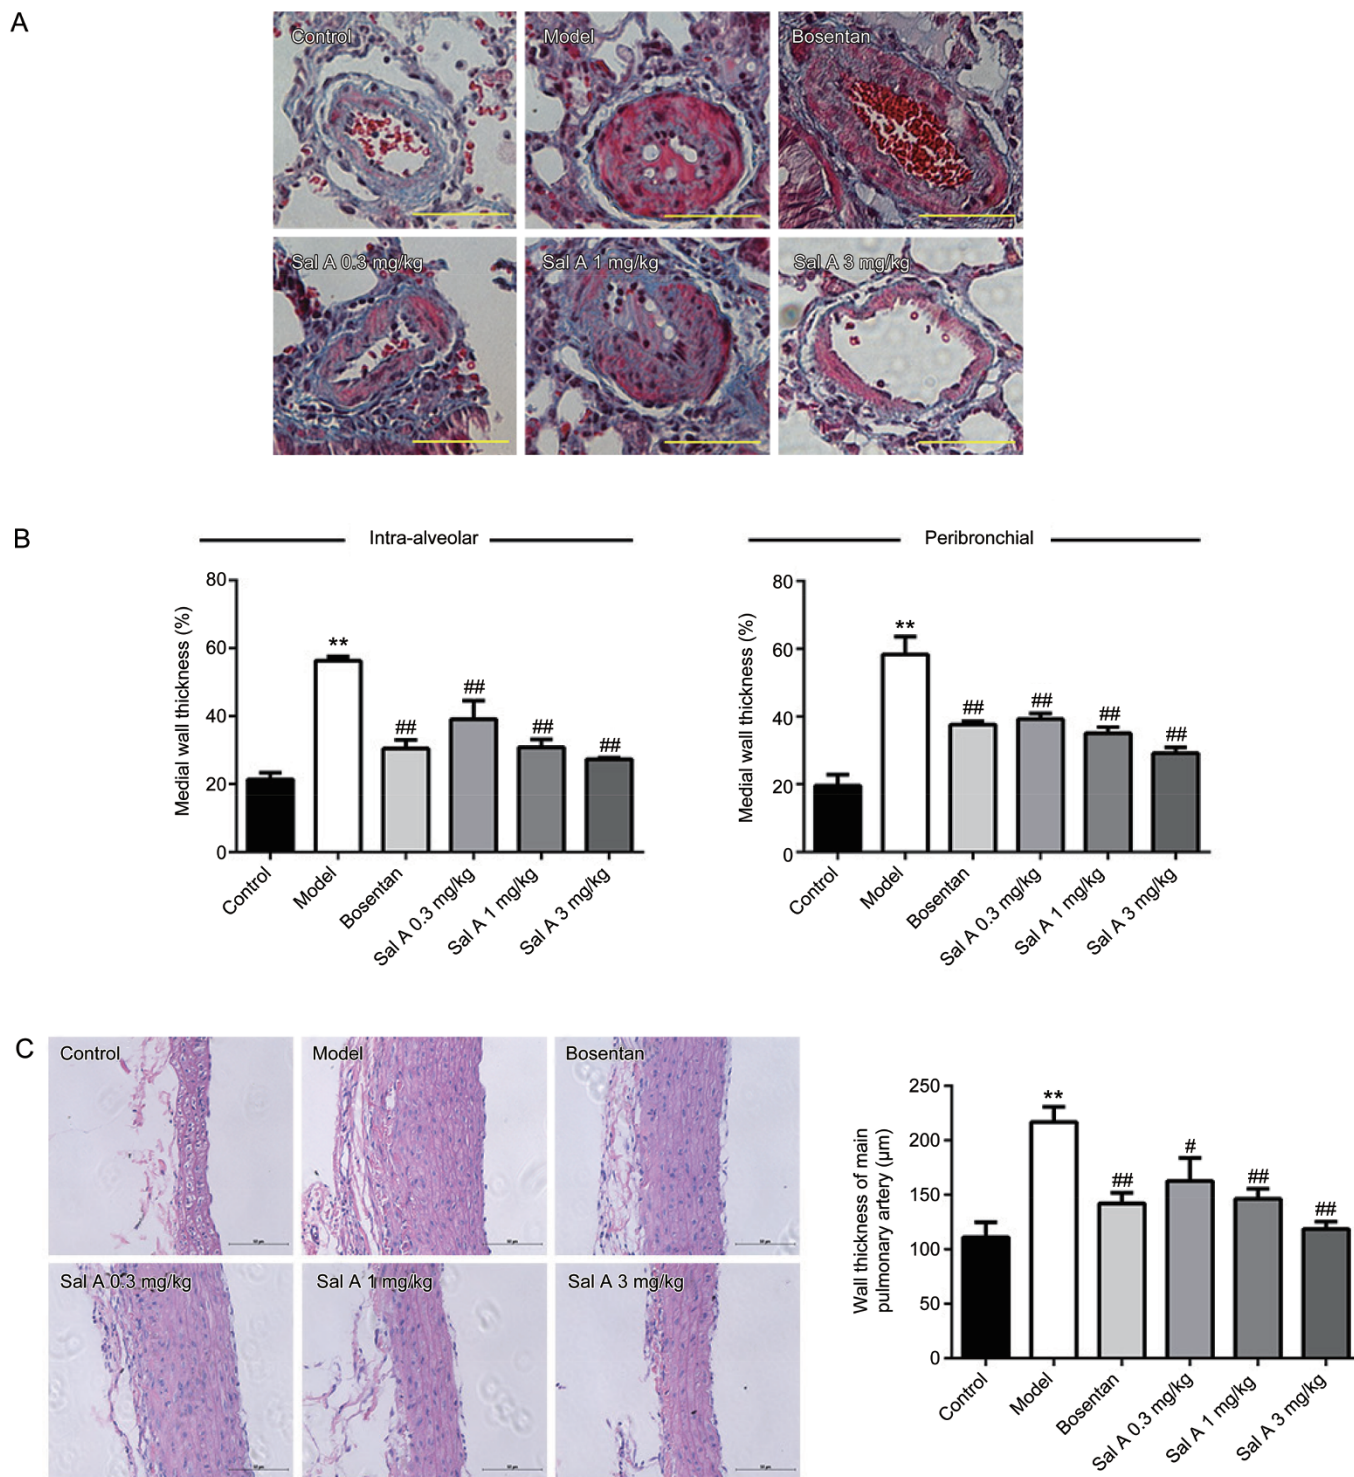 A
Control
Model
Bosentan
Sal A 0.3 mg/kg
Sal A 1 mg/kg
Sal A 3 mg/kg
B
Intra-alveolar
Medial wall thickness (%)
80
60
40
20
0
**
##
##
##
##
Control
Model
Bosentan
Sal A 0.3 mg/kg
Sal A 1 mg/kg
Sal A 3 mg/kg
Peribronchial
Medial wall thickness (%)
80
60
40
20
0
**
##
##
##
##
Control
Model
Bosentan
Sal A 0.3 mg/kg
Sal A 1 mg/kg
Sal A 3 mg/kg
C
Control
Model
Bosentan
Sal A 0.3 mg/kg
Sal A 1 mg/kg
Sal A 3 mg/kg
Wall thickness of main
pulmonary artery (μm)
250
200
150
100
50
0
**
##
#
##
##
Control
Model
Bosentan
Sal A 0.3 mg/kg
Sal A 1 mg/kg
Sal A 3 mg/kg